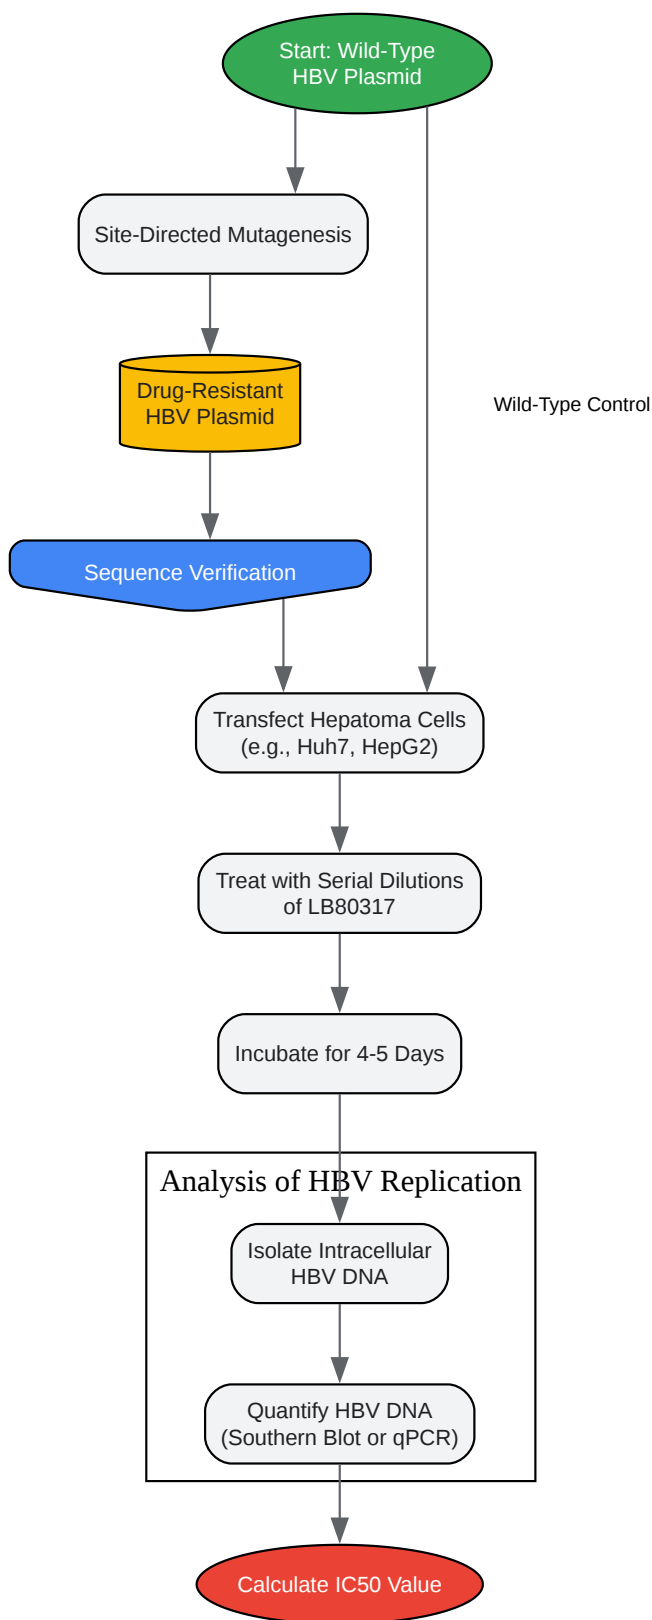 Start: Wild-Type
HBV Plasmid
Site-Directed Mutagenesis
Drug-Resistant
HBV Plasmid
Wild-Type Control
Sequence Verification
Transfect Hepatoma Cells
(e.g., Huh7, HepG2)
Treat with Serial Dilutions
of LB80317
Incubate for 4-5 Days
Analysis of HBV Replication
Isolate Intracellular
HBV DNA
Quantify HBV DNA
(Southern Blot or qPCR)
Calculate IC50 Value